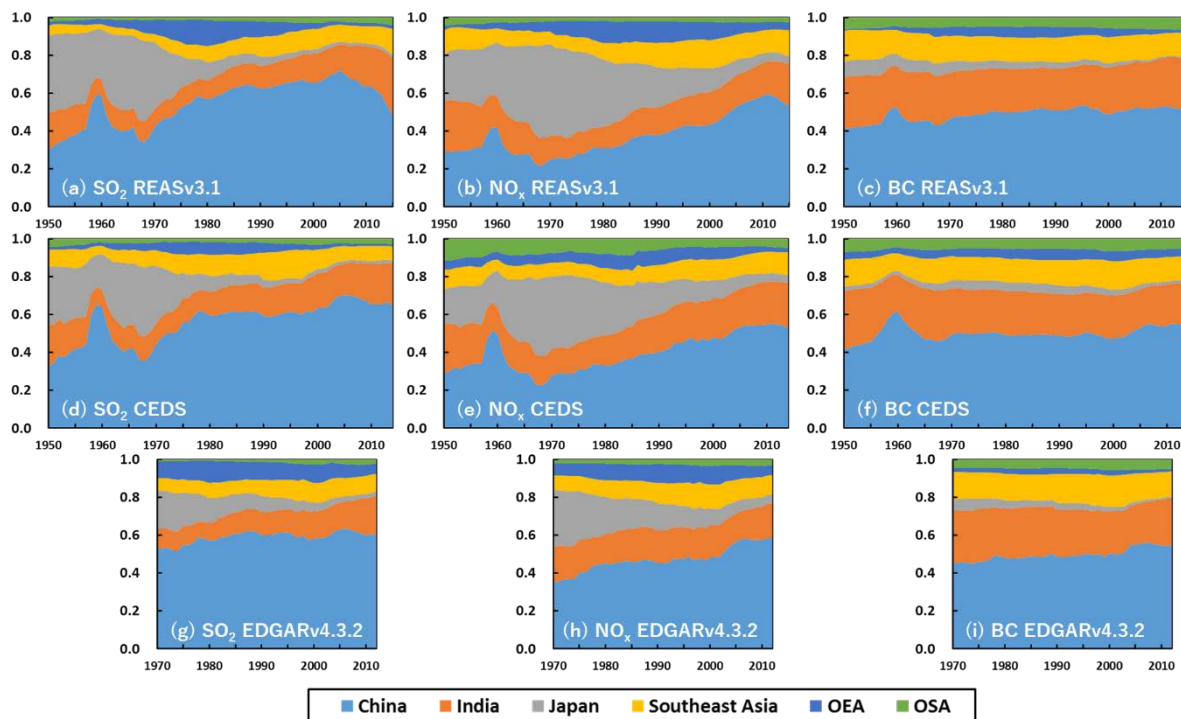 1.0
0.8
0.6
0.4
0.2
0.0
(a) SO2 REASv3.1
1950 1960 1970 1980 1990 2000 2010
1.0
0.8
0.6
0.4
0.2
0.0
(b) NOx REASv3.1
1950 1960 1970 1980 1990 2000 2010
1.0
0.8
0.6
0.4
0.2
0.0
(c) BC REASv3.1
1950 1960 1970 1980 1990 2000 2010
1.0
0.8
0.6
0.4
0.2
0.0
(d) SO2 CEDS
1950 1960 1970 1980 1990 2000 2010
1.0
0.8
0.6
0.4
0.2
0.0
(e) NOx CEDS
1950 1960 1970 1980 1990 2000 2010
1.0
0.8
0.6
0.4
0.2
0.0
(f) BC CEDS
1950 1960 1970 1980 1990 2000 2010
1.0
0.8
0.6
0.4
0.2
0.0
(g) SO2 EDGARv4.3.2
1970 1980 1990 2000 2010
1.0
0.8
0.6
0.4
0.2
0.0
(h) NOx EDGARv4.3.2
1970 1980 1990 2000 2010
1.0
0.8
0.6
0.4
0.2
0.0
(i) BC EDGARv4.3.2
1970 1980 1990 2000 2010
China India Japan Southeast Asia OEA OSA